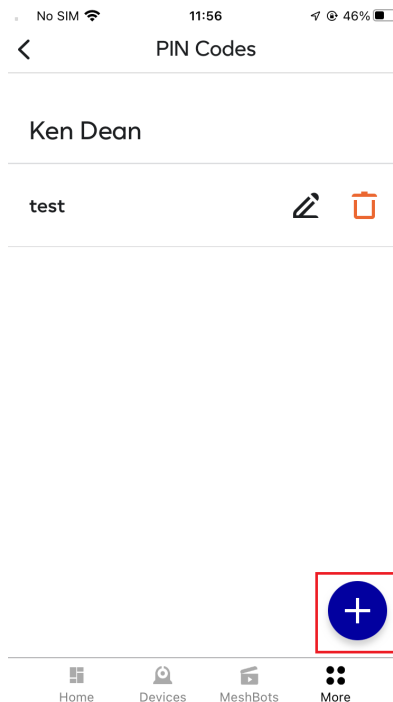 No SIM 11:56 46%
PIN Codes
Ken Dean
test
Home Devices MeshBots More